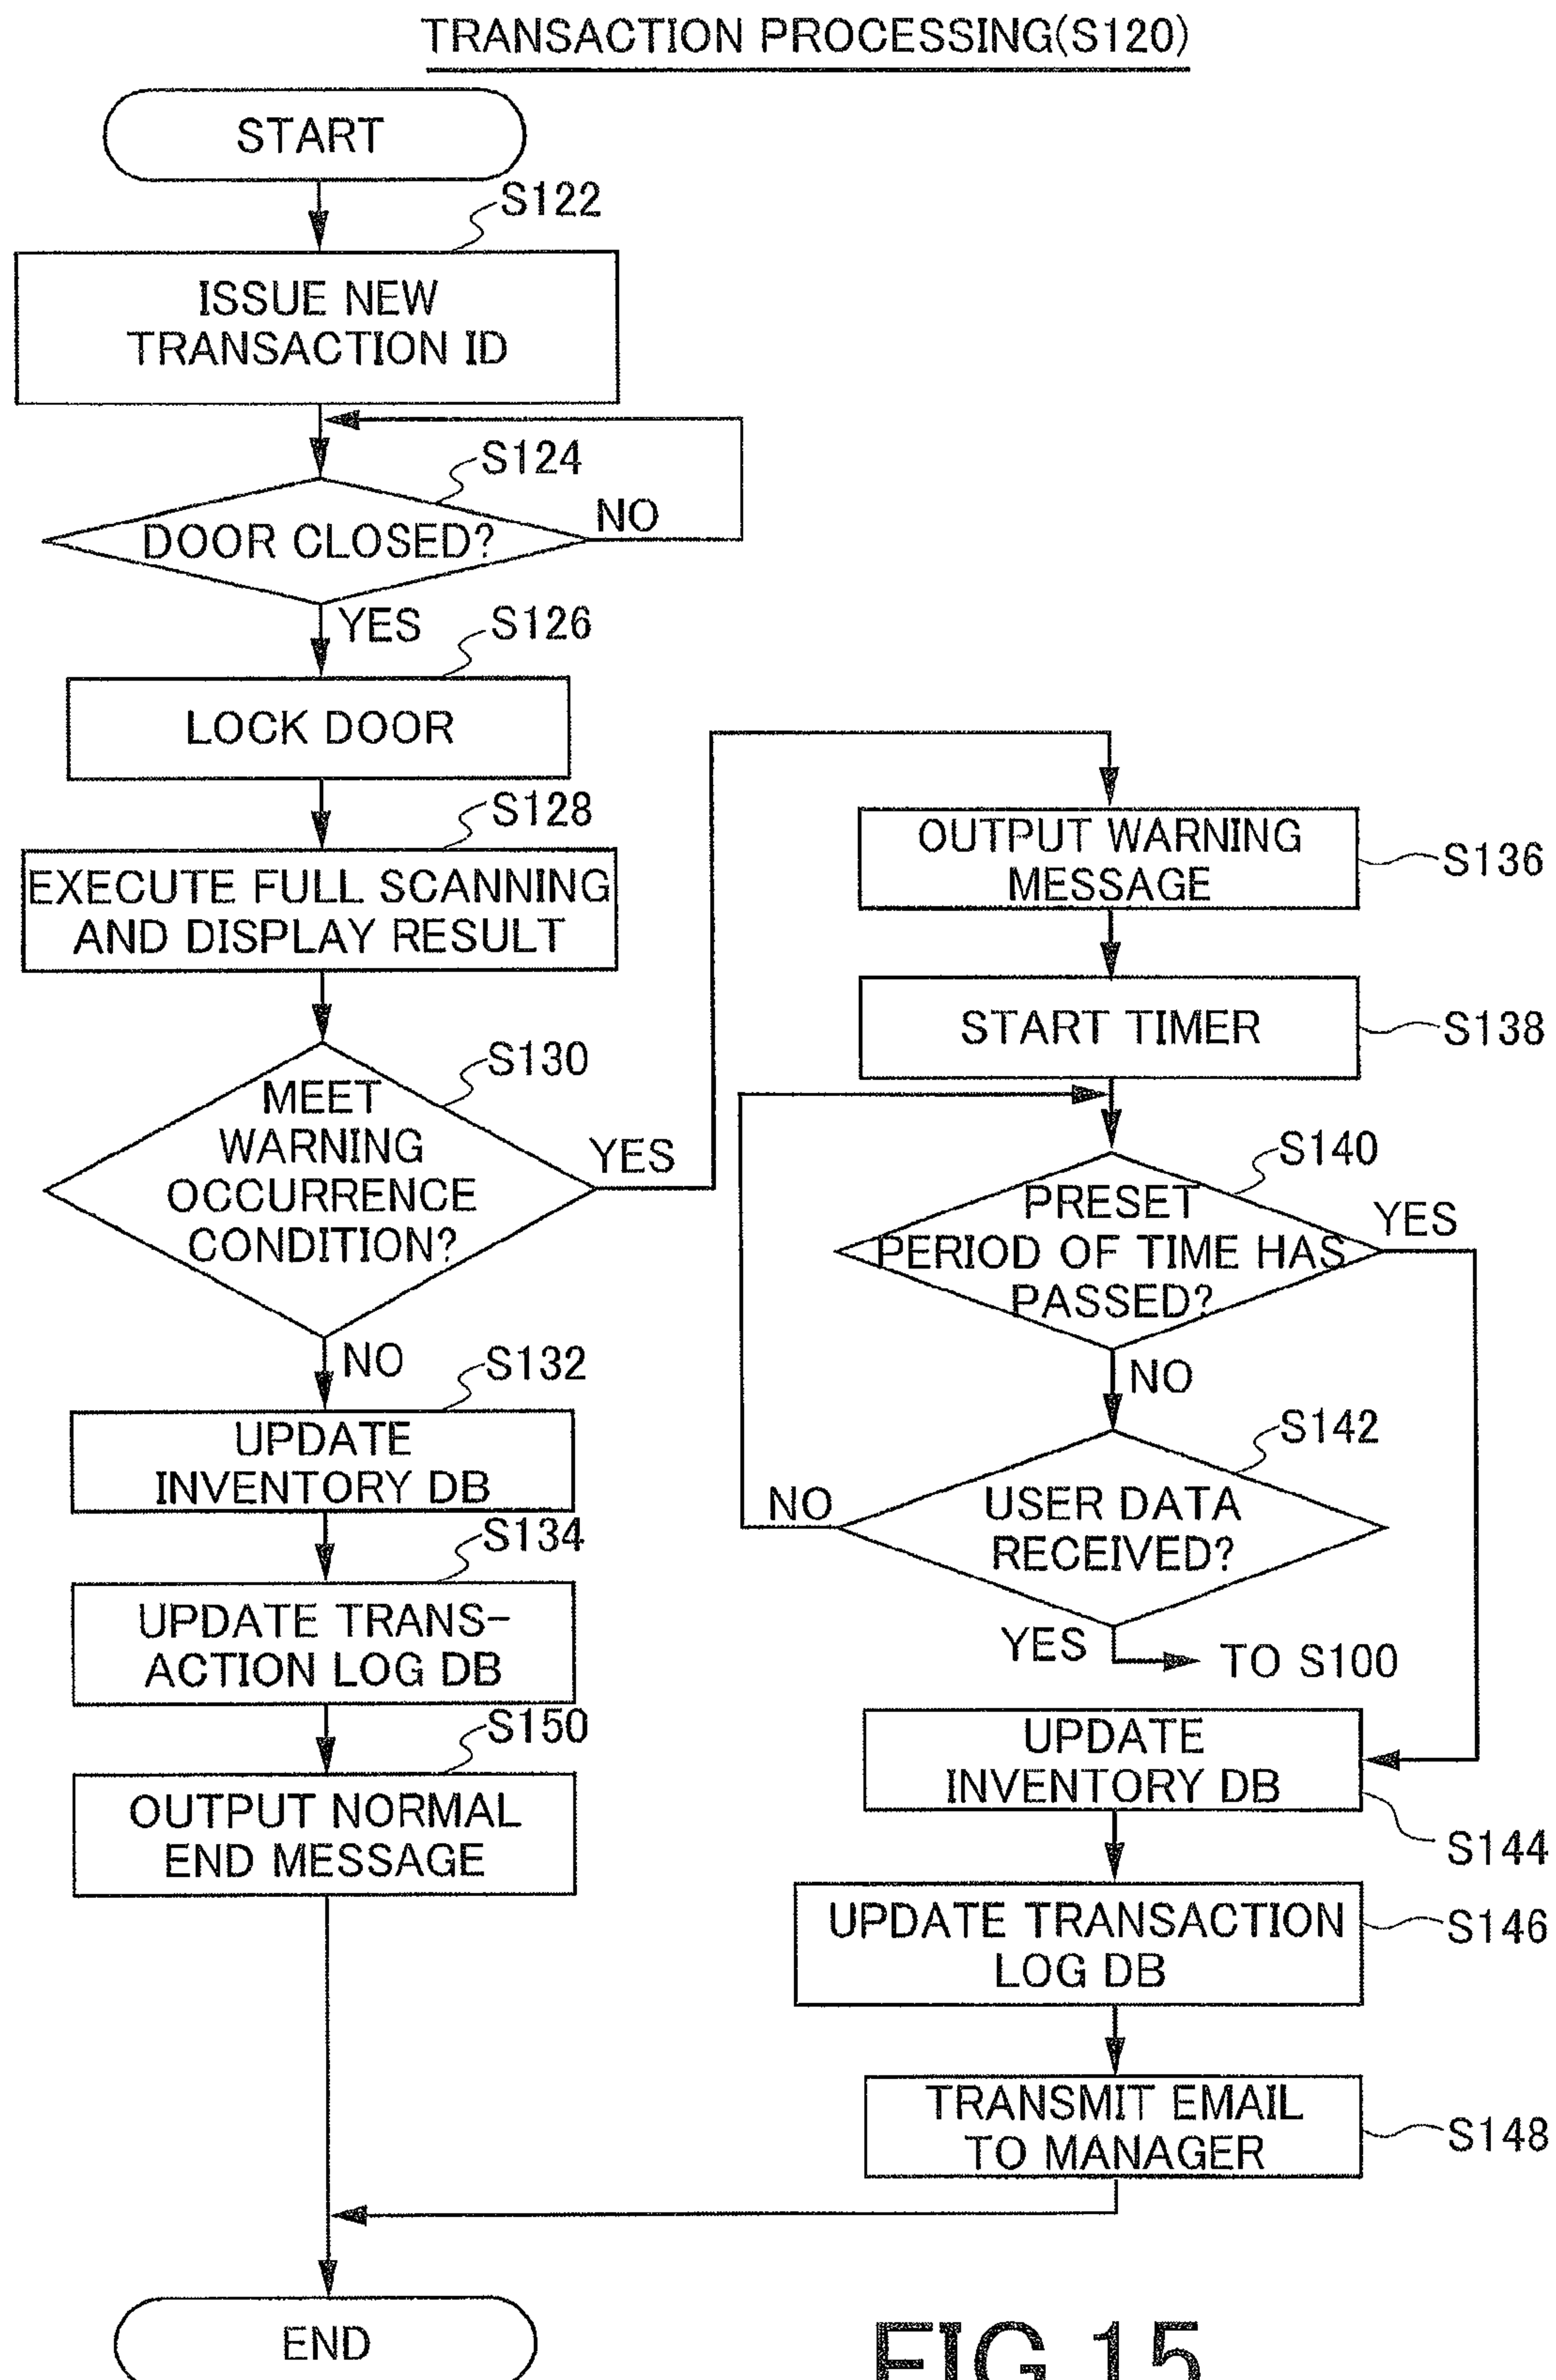 TRANSACTION PROCESSING(S120)
START
S122
ISSUE NEW
TRANSACTION ID
S124
DOOR CLOSED?
NO
YES
S126
LOCK DOOR
S128
EXECUTE FULL SCANNING
AND DISPLAY RESULT
S130
MEET
WARNING
OCCURRENCE
CONDITION?
YES
NO
S132
UPDATE
INVENTORY DB
S134
UPDATE TRANS-
ACTION LOG DB
S150
OUTPUT NORMAL
END MESSAGE
OUTPUT WARNING
MESSAGE
S136
START TIMER
S138
S140
PRESET
PERIOD OF TIME HAS
PASSED?
YES
NO
S142
USER DATA
RECEIVED?
NO
YES
TO S100
UPDATE
INVENTORY DB
S144
UPDATE TRANSACTION
LOG DB
S146
TRANSMIT EMAIL
TO MANAGER
S148
END
FIG.15